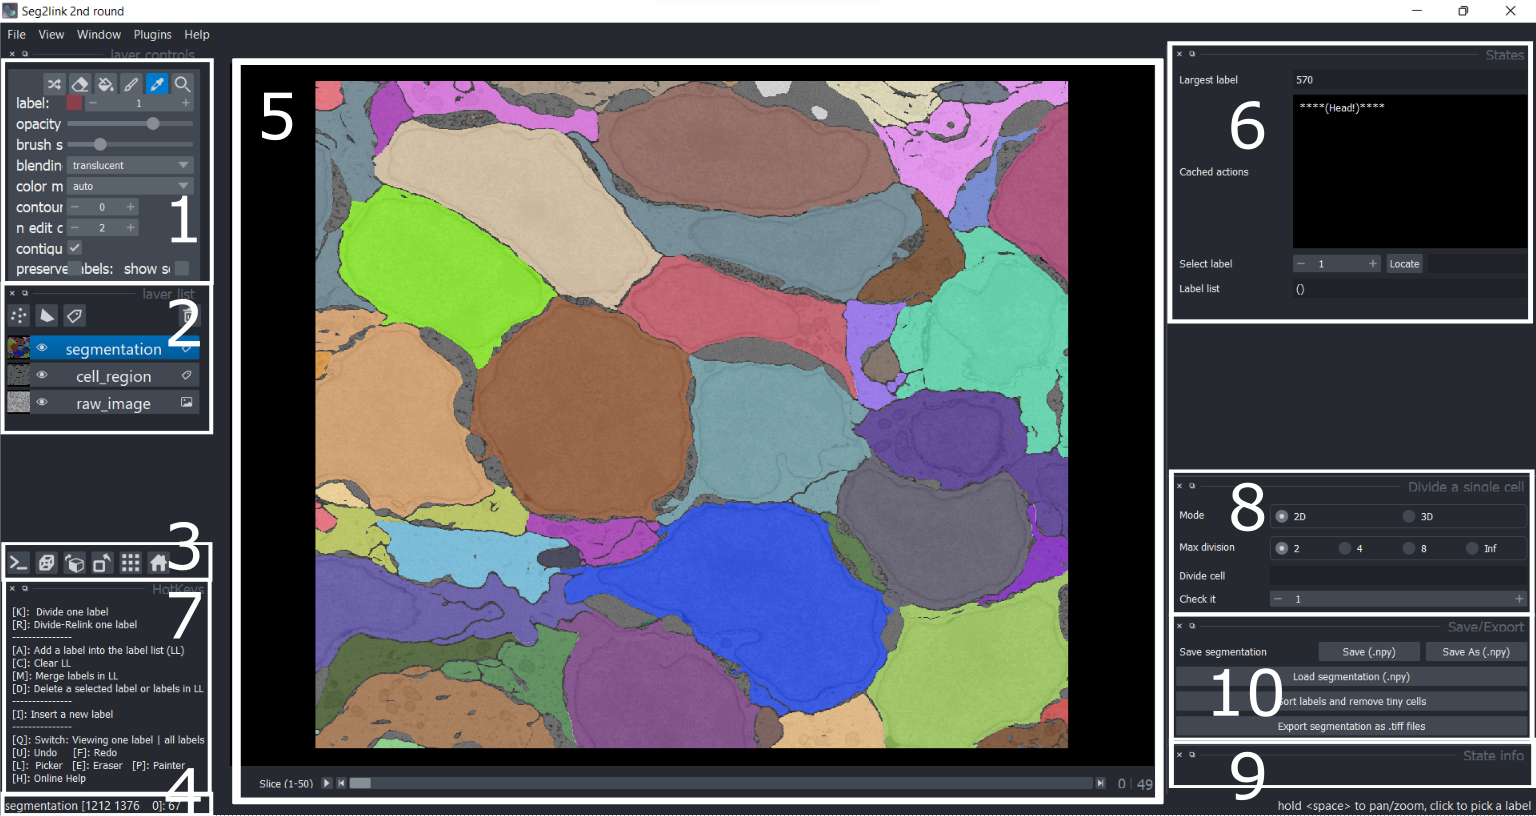 Seg2link 2nd round
File View Window Plugins Help
layer controls
label: 1
opacity
brush s
blendin translucent
color m auto
contour 0
n edit c 2
contigu
preserve labels: show s
1
layer list
2
segmentation
cell_region
raw_image
3
HotKeys
7
[K]: Divide one label
[R]: Divide-Relink one label
---------------
[A]: Add a label into the label list (LL)
[C]: Clear LL
[M]: Merge labels in LL
[D]: Delete a selected label or labels in LL
---------------
[I]: Insert a new label
---------------
[Q]: Switch: Viewing one label | all labels
[U]: Undo [F]: Redo
[L]: Picker [E]: Eraser [P]: Painter
[H]: Online Help
4
segmentation [1212 1376 0]: 67
5
Slice (1-50) 0 | 49
States
Largest label 570
6
****(Head!)****
Cached actions
Select label 1 Locate
Label list ()
Divide a single cell
8
Mode 2D 3D
Max division 2 4 8 Inf
Divide cell
Check it 1
Save/Export
Save segmentation Save (.npy) Save As (.npy)
Load segmentation (.npy)
10
Sort labels and remove tiny cells
Export segmentation as .tiff files
State info
9
hold <space> to pan/zoom, click to pick a label